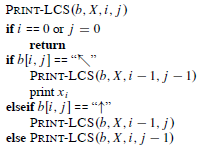 PRINT-LCS(b, X, i, j)
if i == 0 or j = 0
return
if b[i, j] == “↖”
PRINT-LCS(b, X, i − 1, j − 1)
print xᵢ
elseif b[i, j] == “↑”
PRINT-LCS(b, X, i − 1, j)
else PRINT-LCS(b, X, i, j − 1)